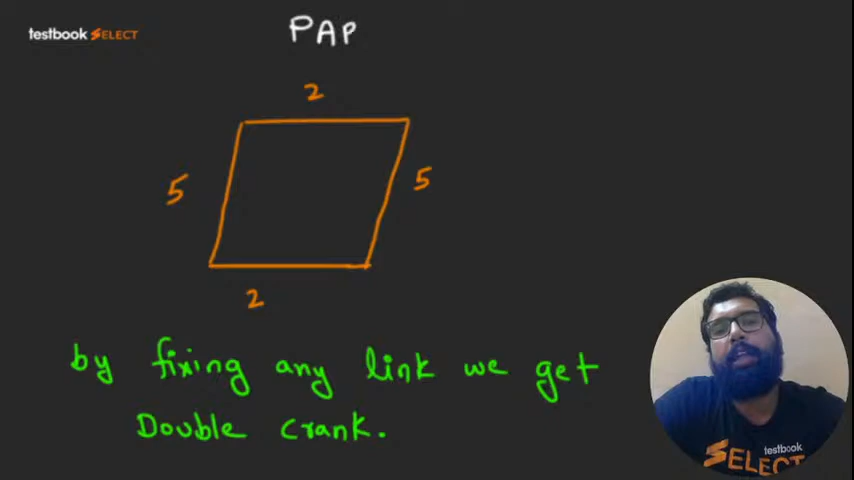 testbook SELECT
PAP
2
5
5
2
by fixing any link we get
Double crank.
testbook
SELECT